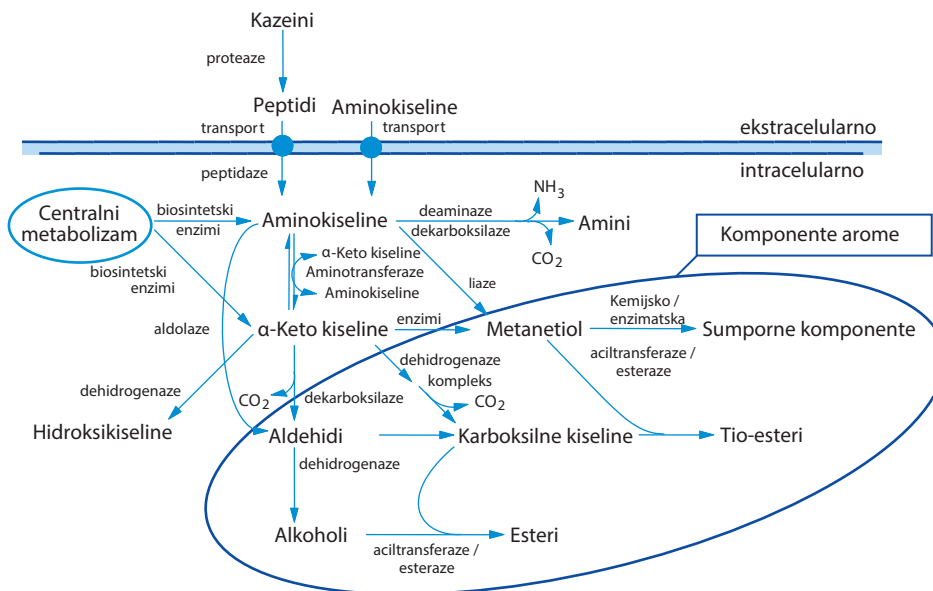 Kazeini
proteaze
Peptidi
Aminokiseline
transport
transport
ekstracelularno
intracelularno
peptidaze
Centralni
metabolizam
biosintetski
enzimi
Aminokiseline
deaminaze
dekarboksilaze
NH3
CO2
Amini
Komponente arome
biosintetski
enzimi
α-Keto kiseline
Aminotransferaze
Aminokiseline
liaze
aldolaze
α-Keto kiseline
enzimi
Metanetiol
Kemijsko /
enzimatska
Sumporne komponente
aciltransferaze /
esteraze
dehidrogenaze
dehidrogenaze
kompleks
CO2
dekarboksilaze
CO2
Hidroksikiseline
Aldehidi
Karboksilne kiseline
Tio-esteri
dehidrogenaze
Alkoholi
aciltransferaze /
esteraze
Esteri